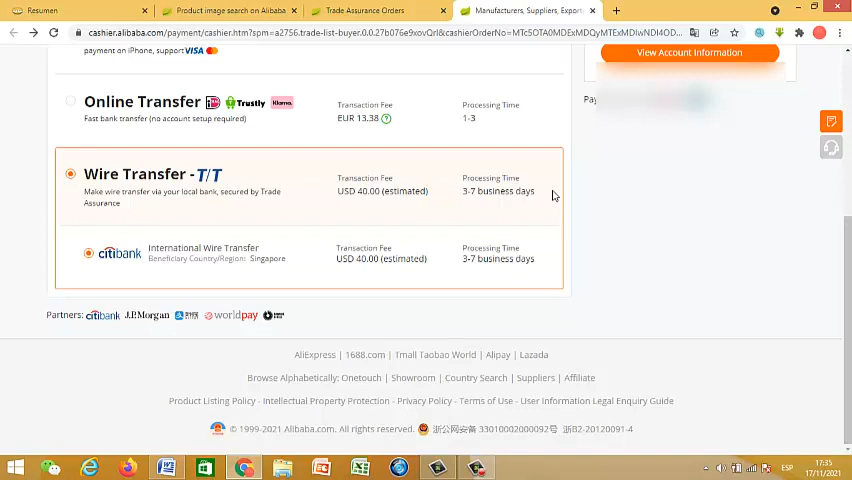 Resumen
Product image search on Alibaba
Trade Assurance Orders
Manufacturers, Suppliers, Export
cashier.alibaba.com/payment/cashier.htm?spm=a2756.trade-list-buyer.0.0.27b076e9xovQrI&cashierOrderNo=MTc5OTA0MExMDQyMTExMDIwNDI4OD...
payment on iPhone, support VISA
View Account Information
Online Transfer iDEAL Trustly Klarna.
Transaction Fee
Processing Time
Fast bank transfer (no account setup required)
EUR 13.38 ?
1-3
Pay
Wire Transfer - T/T
Transaction Fee
Processing Time
Make wire transfer via your local bank, secured by Trade
Assurance
USD 40.00 (estimated)
3-7 business days
citibank
International Wire Transfer
Transaction Fee
Processing Time
Beneficiary Country/Region: Singapore
USD 40.00 (estimated)
3-7 business days
Partners: citibank J.P.Morgan worldpay
AliExpress | 1688.com | Tmall Taobao World | Alipay | Lazada
Browse Alphabetically: Onetouch | Showroom | Country Search | Suppliers | Affiliate
Product Listing Policy - Intellectual Property Protection - Privacy Policy - Terms of Use - User Information Legal Enquiry Guide
© 1999-2021 Alibaba.com. All rights reserved. 浙公网安备 33010002000092号 浙B2-20120091-4
ESP
17:35
17/11/2021